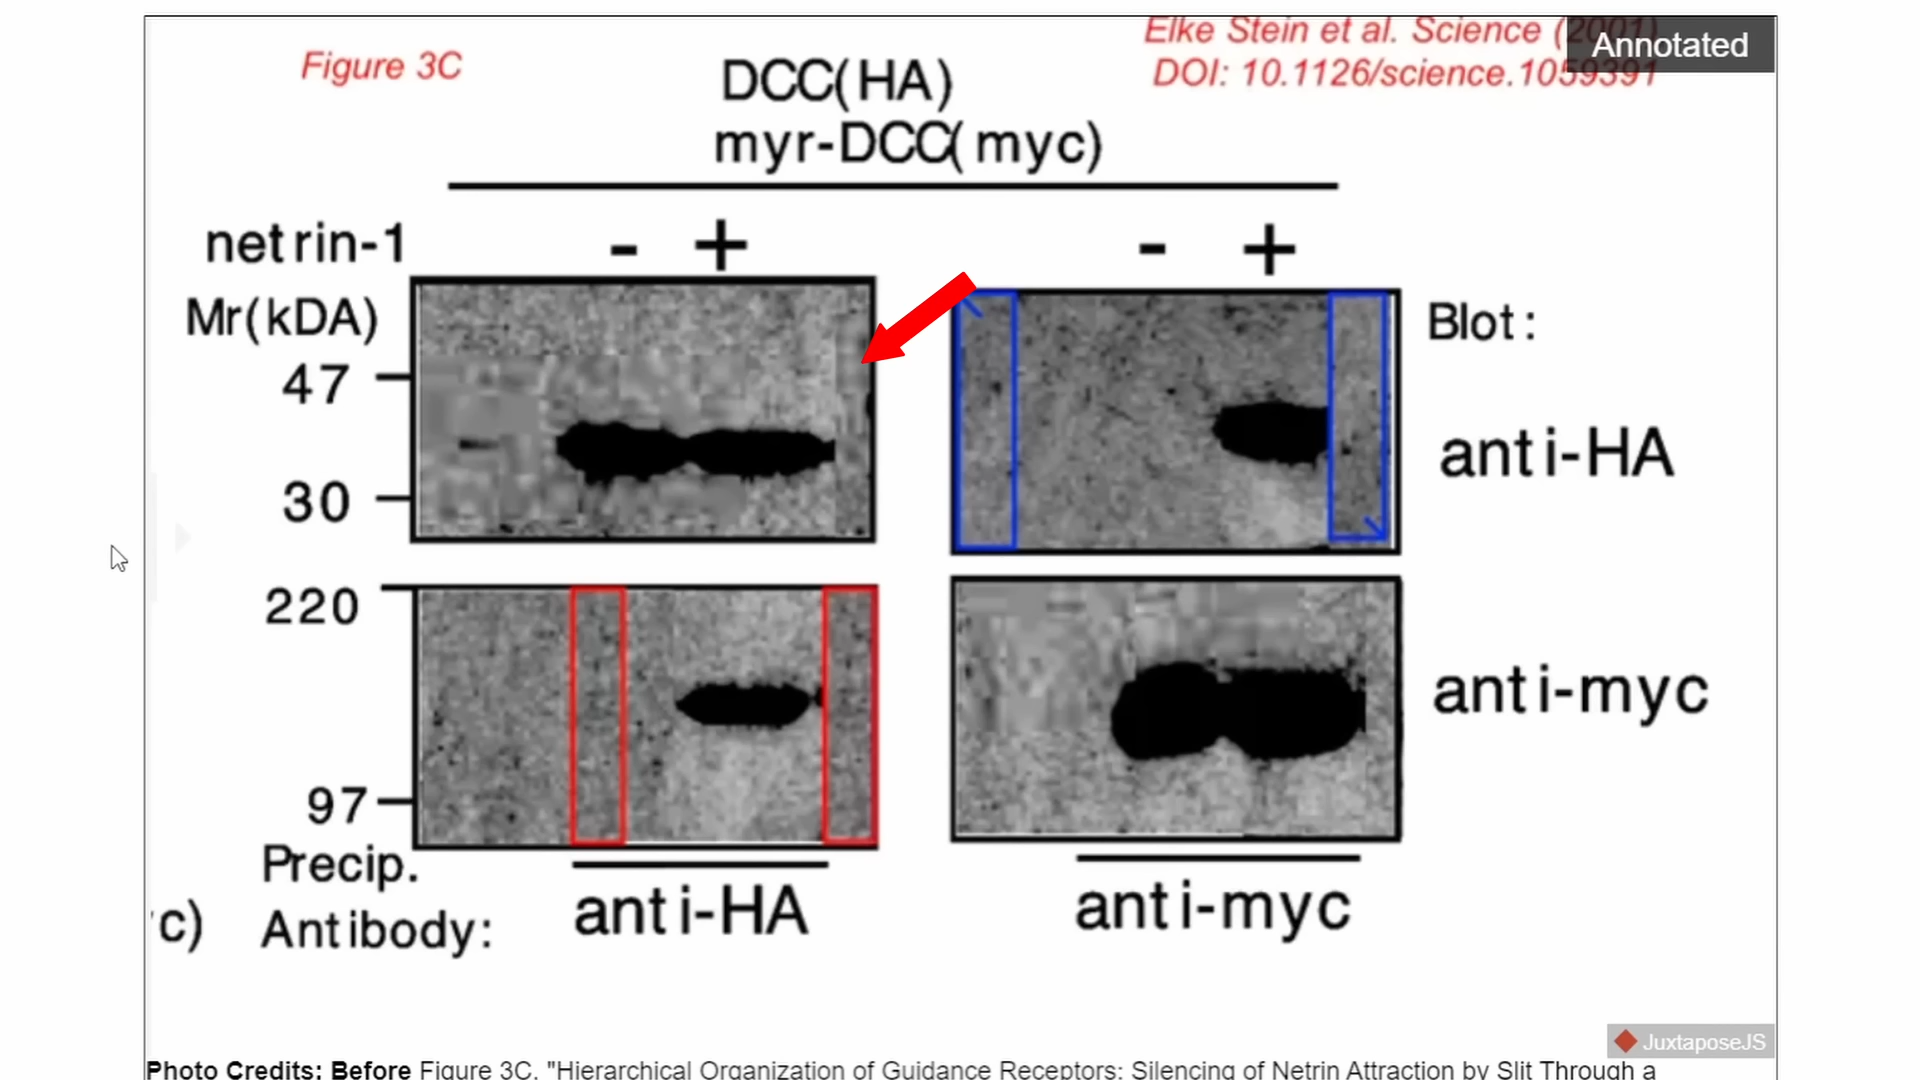 Figure 3C
Elke Stein et al. Science (2001)
DOI: 10.1126/science.1059391
Annotated
DCC(HA)
myr-DCC(myc)
netrin-1 - + - +
Mr(kDA)
47
30
Blot:
anti-HA
220
97
anti-myc
Precip.
Antibody:
c)
anti-HA
anti-myc
JuxtaposeJS
Photo Credits: Before Figure 3C, "Hierarchical Organization of Guidance Receptors: Silencing of Netrin Attraction by Slit Through a